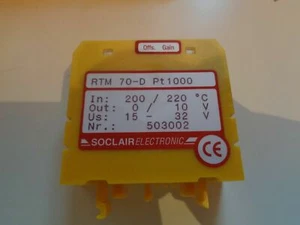 Offs. Gain
RTM 70-D Pt1000
In: 200 / 220 °C
Out: 0 / 10 V
Us: 15 - 32 V
Nr.: 503002
SOCLAIR ELECTRONIC
CE